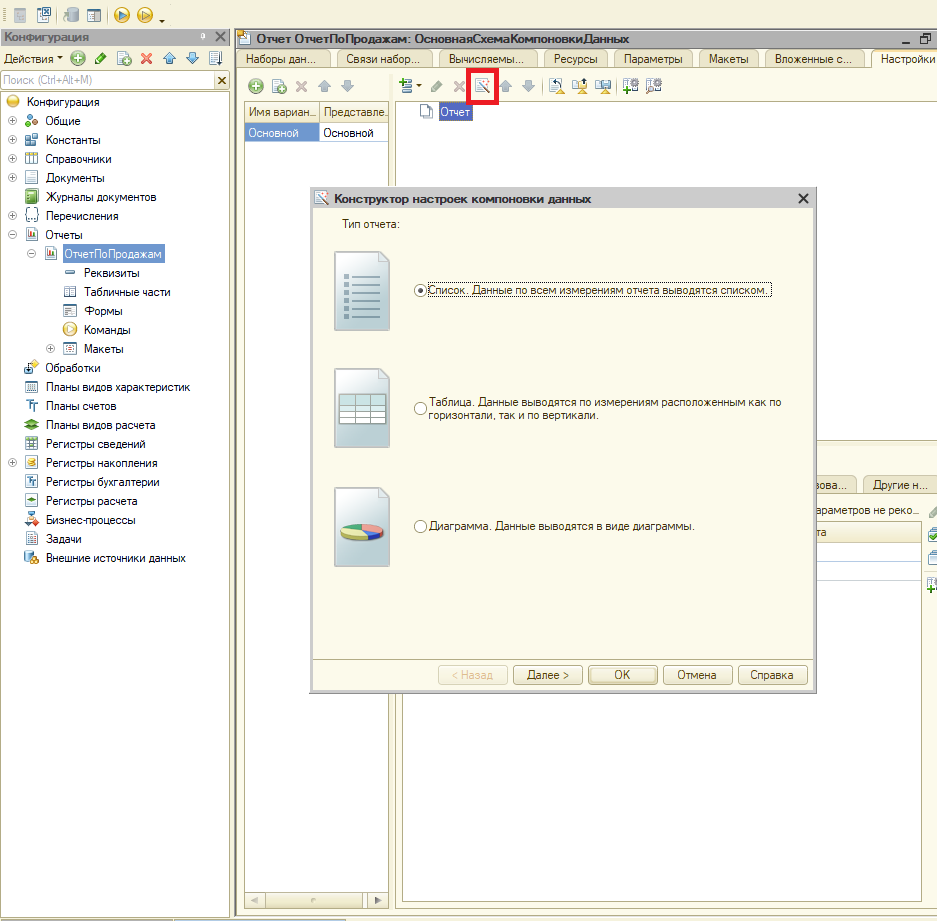 Конфигурация
Действия
Поиск (Ctrl+Alt+M)
Конфигурация
Общие
Константы
Справочники
Документы
Журналы документов
Перечисления
Отчеты
ОтчетПоПродажам
Реквизиты
Табличные части
Формы
Команды
Макеты
Обработки
Планы видов характеристик
Планы счетов
Планы видов расчета
Регистры сведений
Регистры накопления
Регистры бухгалтерии
Регистры расчета
Бизнес-процессы
Задачи
Внешние источники данных
Отчет ОтчетПоПродажам: ОсновнаяСхемаКомпоновкиДанных
Наборы дан... Связи набор... Вычисляемы... Ресурсы Параметры Макеты Вложенные с... Настройки
Имя вариан... Представле...
Основной Основной
Отчет
Конструктор настроек компоновки данных
Тип отчета:
Список. Данные по всем измерениям отчета выводятся списком.
Таблица. Данные выводятся по измерениям расположенным как по
горизонтали, так и по вертикали.
Диаграмма. Данные выводятся в виде диаграммы.
< Назад Далее > ОК Отмена Справка
зова... Другие н...
араметров не реко...
та